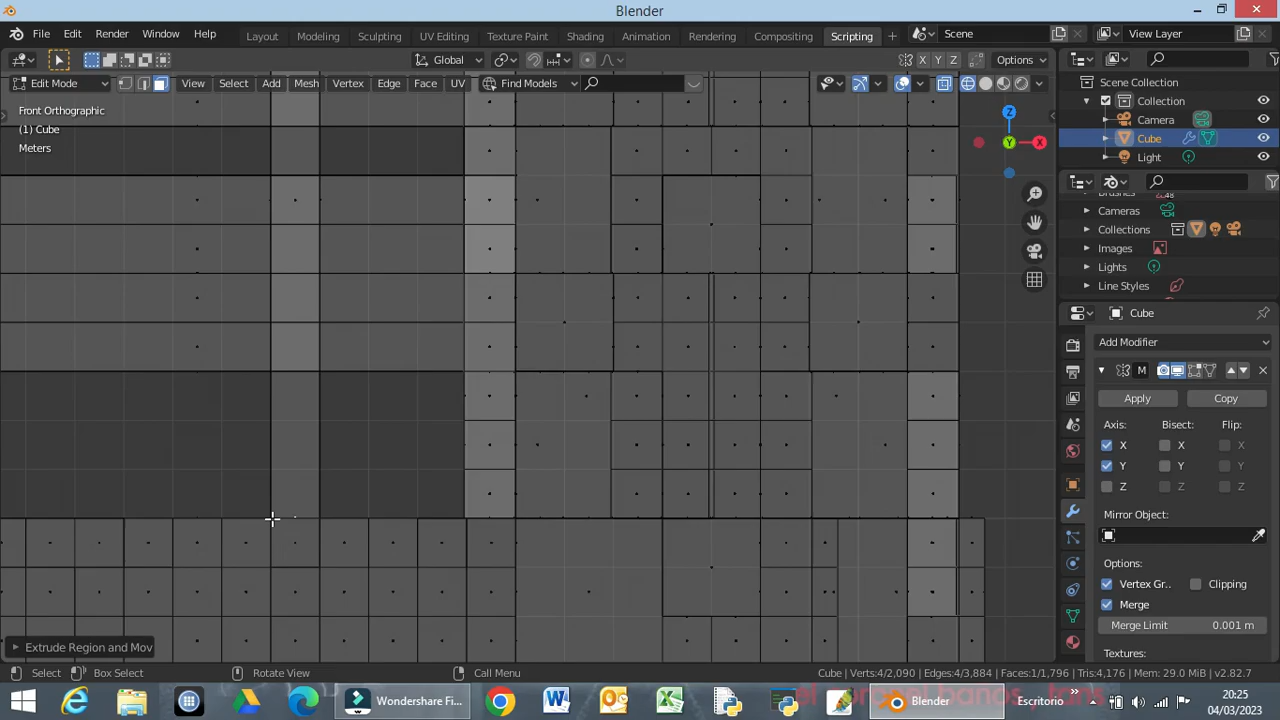 Blender
File Edit Render Window Help
Layout Modeling Sculpting UV Editing Texture Paint Shading Animation Rendering Compositing Scripting
Scene
View Layer
Global
X Y Z Options
Edit Mode
View Select Add Mesh Vertex Edge Face UV
Find Models
Front Orthographic
(1) Cube
Meters
Z
Y
X
Scene Collection
Collection
Camera
Cube
Light
Brushes 48
Cameras
Collections
Images
Lights
Line Styles
Cube
Add Modifier
M
Apply Copy
Axis: Bisect: Flip:
X X X
Y Y Y
Z Z Z
Mirror Object:
Object
Options:
Vertex Gr.. Clipping
Merge
Merge Limit 0.001 m
Textures:
Extrude Region and Mov
Select Box Select Rotate View Call Menu
Cube | Verts:4/2,090 | Edges:4/3,884 | Faces:1/1,796 | Tris:4,176 | Mem: 29.0 MiB | v2.82.7
Wondershare Fi...
Blender
Escritorio
20:25
04/03/2023